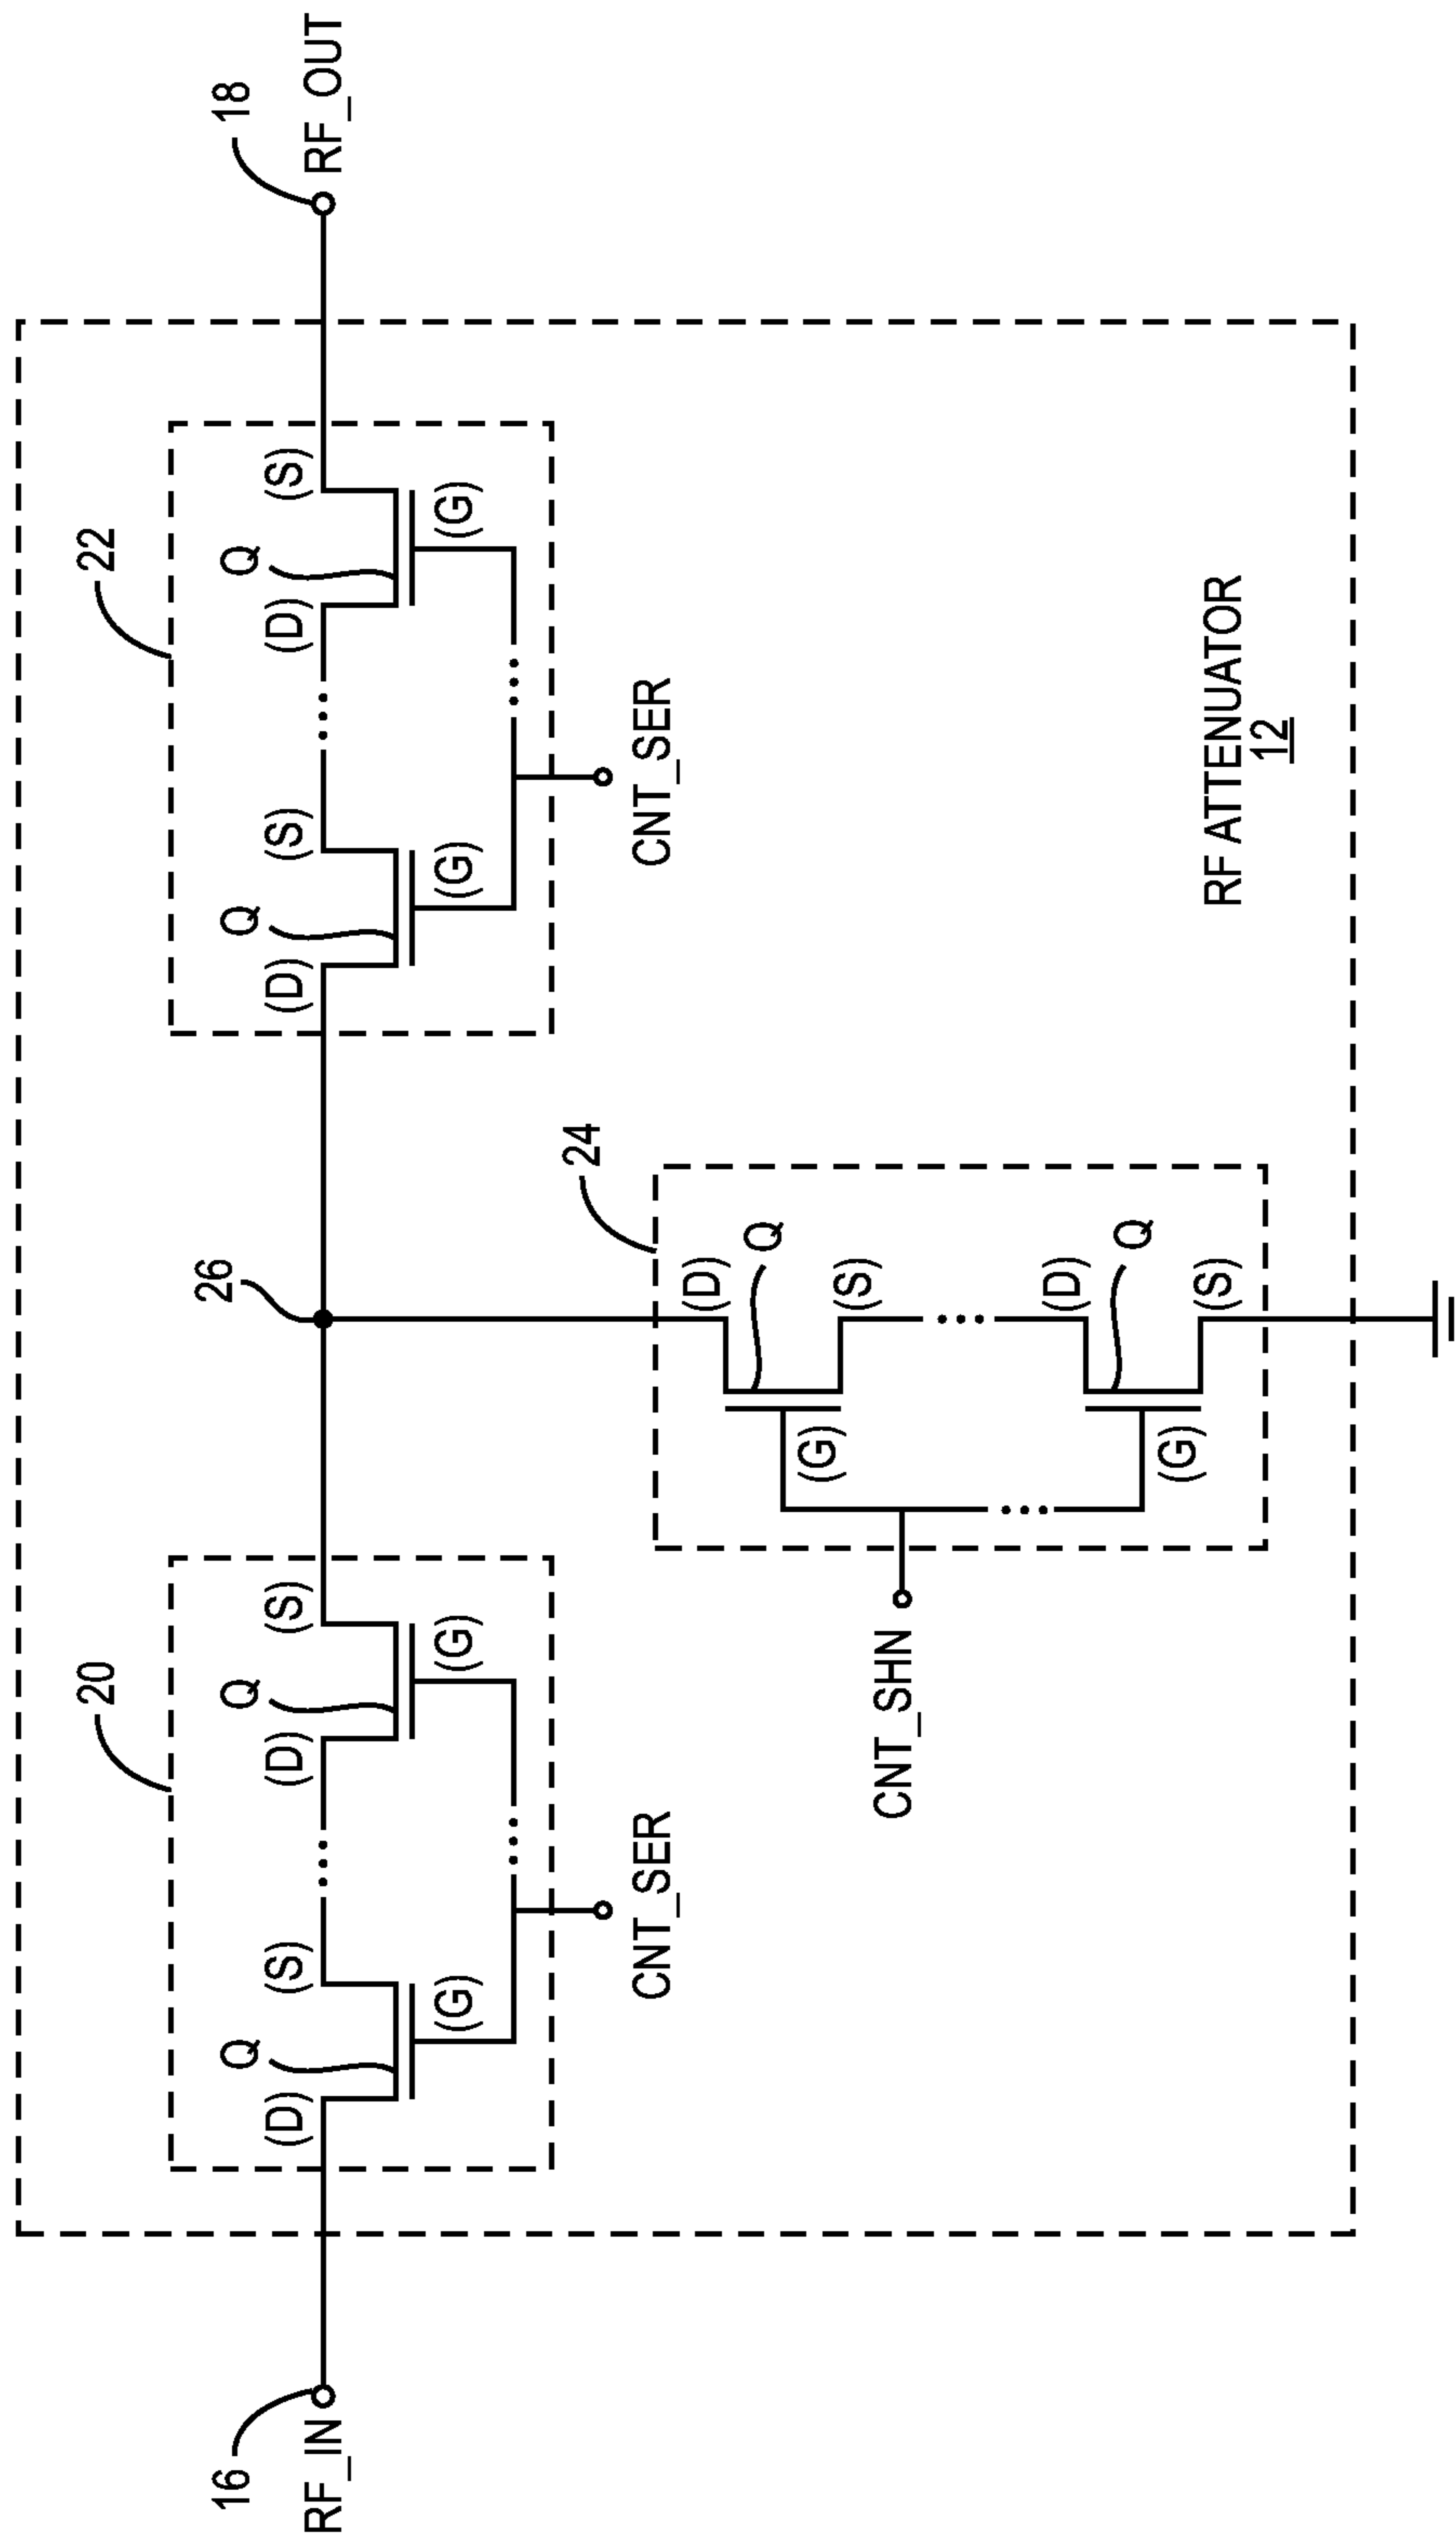 20
22
16
Q
Q
26
Q
Q
18
(D)
(S)
(D)
(S)
(D)
(S)
(D)
(S)
RF_IN
RF_OUT
(G)
(G)
(G)
(G)
24
CNT_SER
CNT_SER
(D)
Q
(G)
(S)
CNT_SHN
(D)
Q
(G)
(S)
RF ATTENUATOR
12